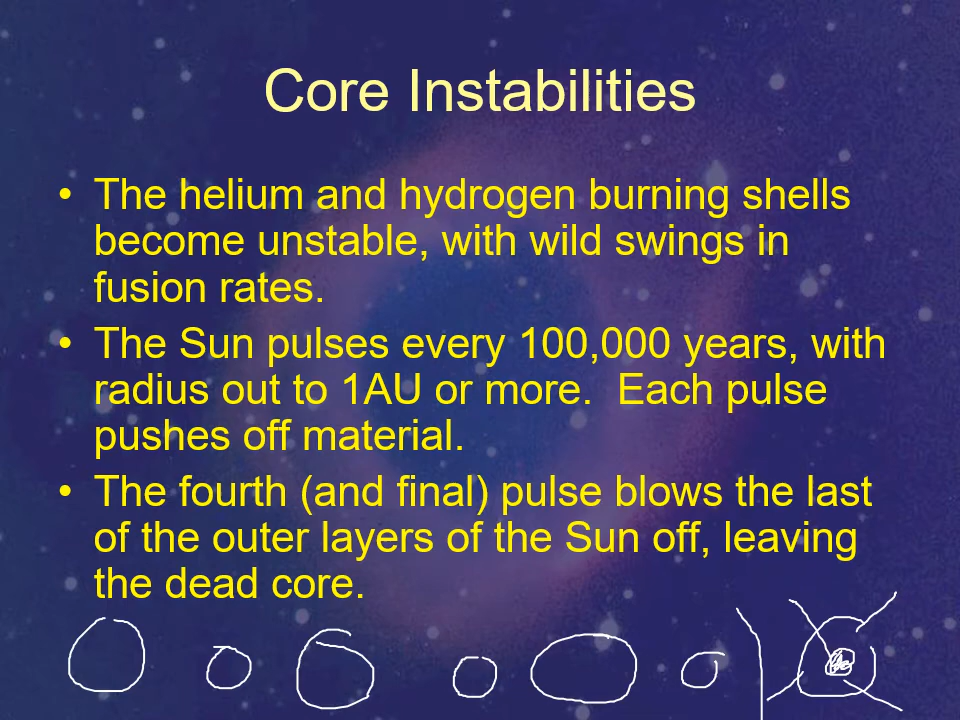 Core Instabilities
• The helium and hydrogen burning shells
become unstable, with wild swings in
fusion rates.
• The Sun pulses every 100,000 years, with
radius out to 1AU or more.  Each pulse
pushes off material.
• The fourth (and final) pulse blows the last
of the outer layers of the Sun off, leaving
the dead core.